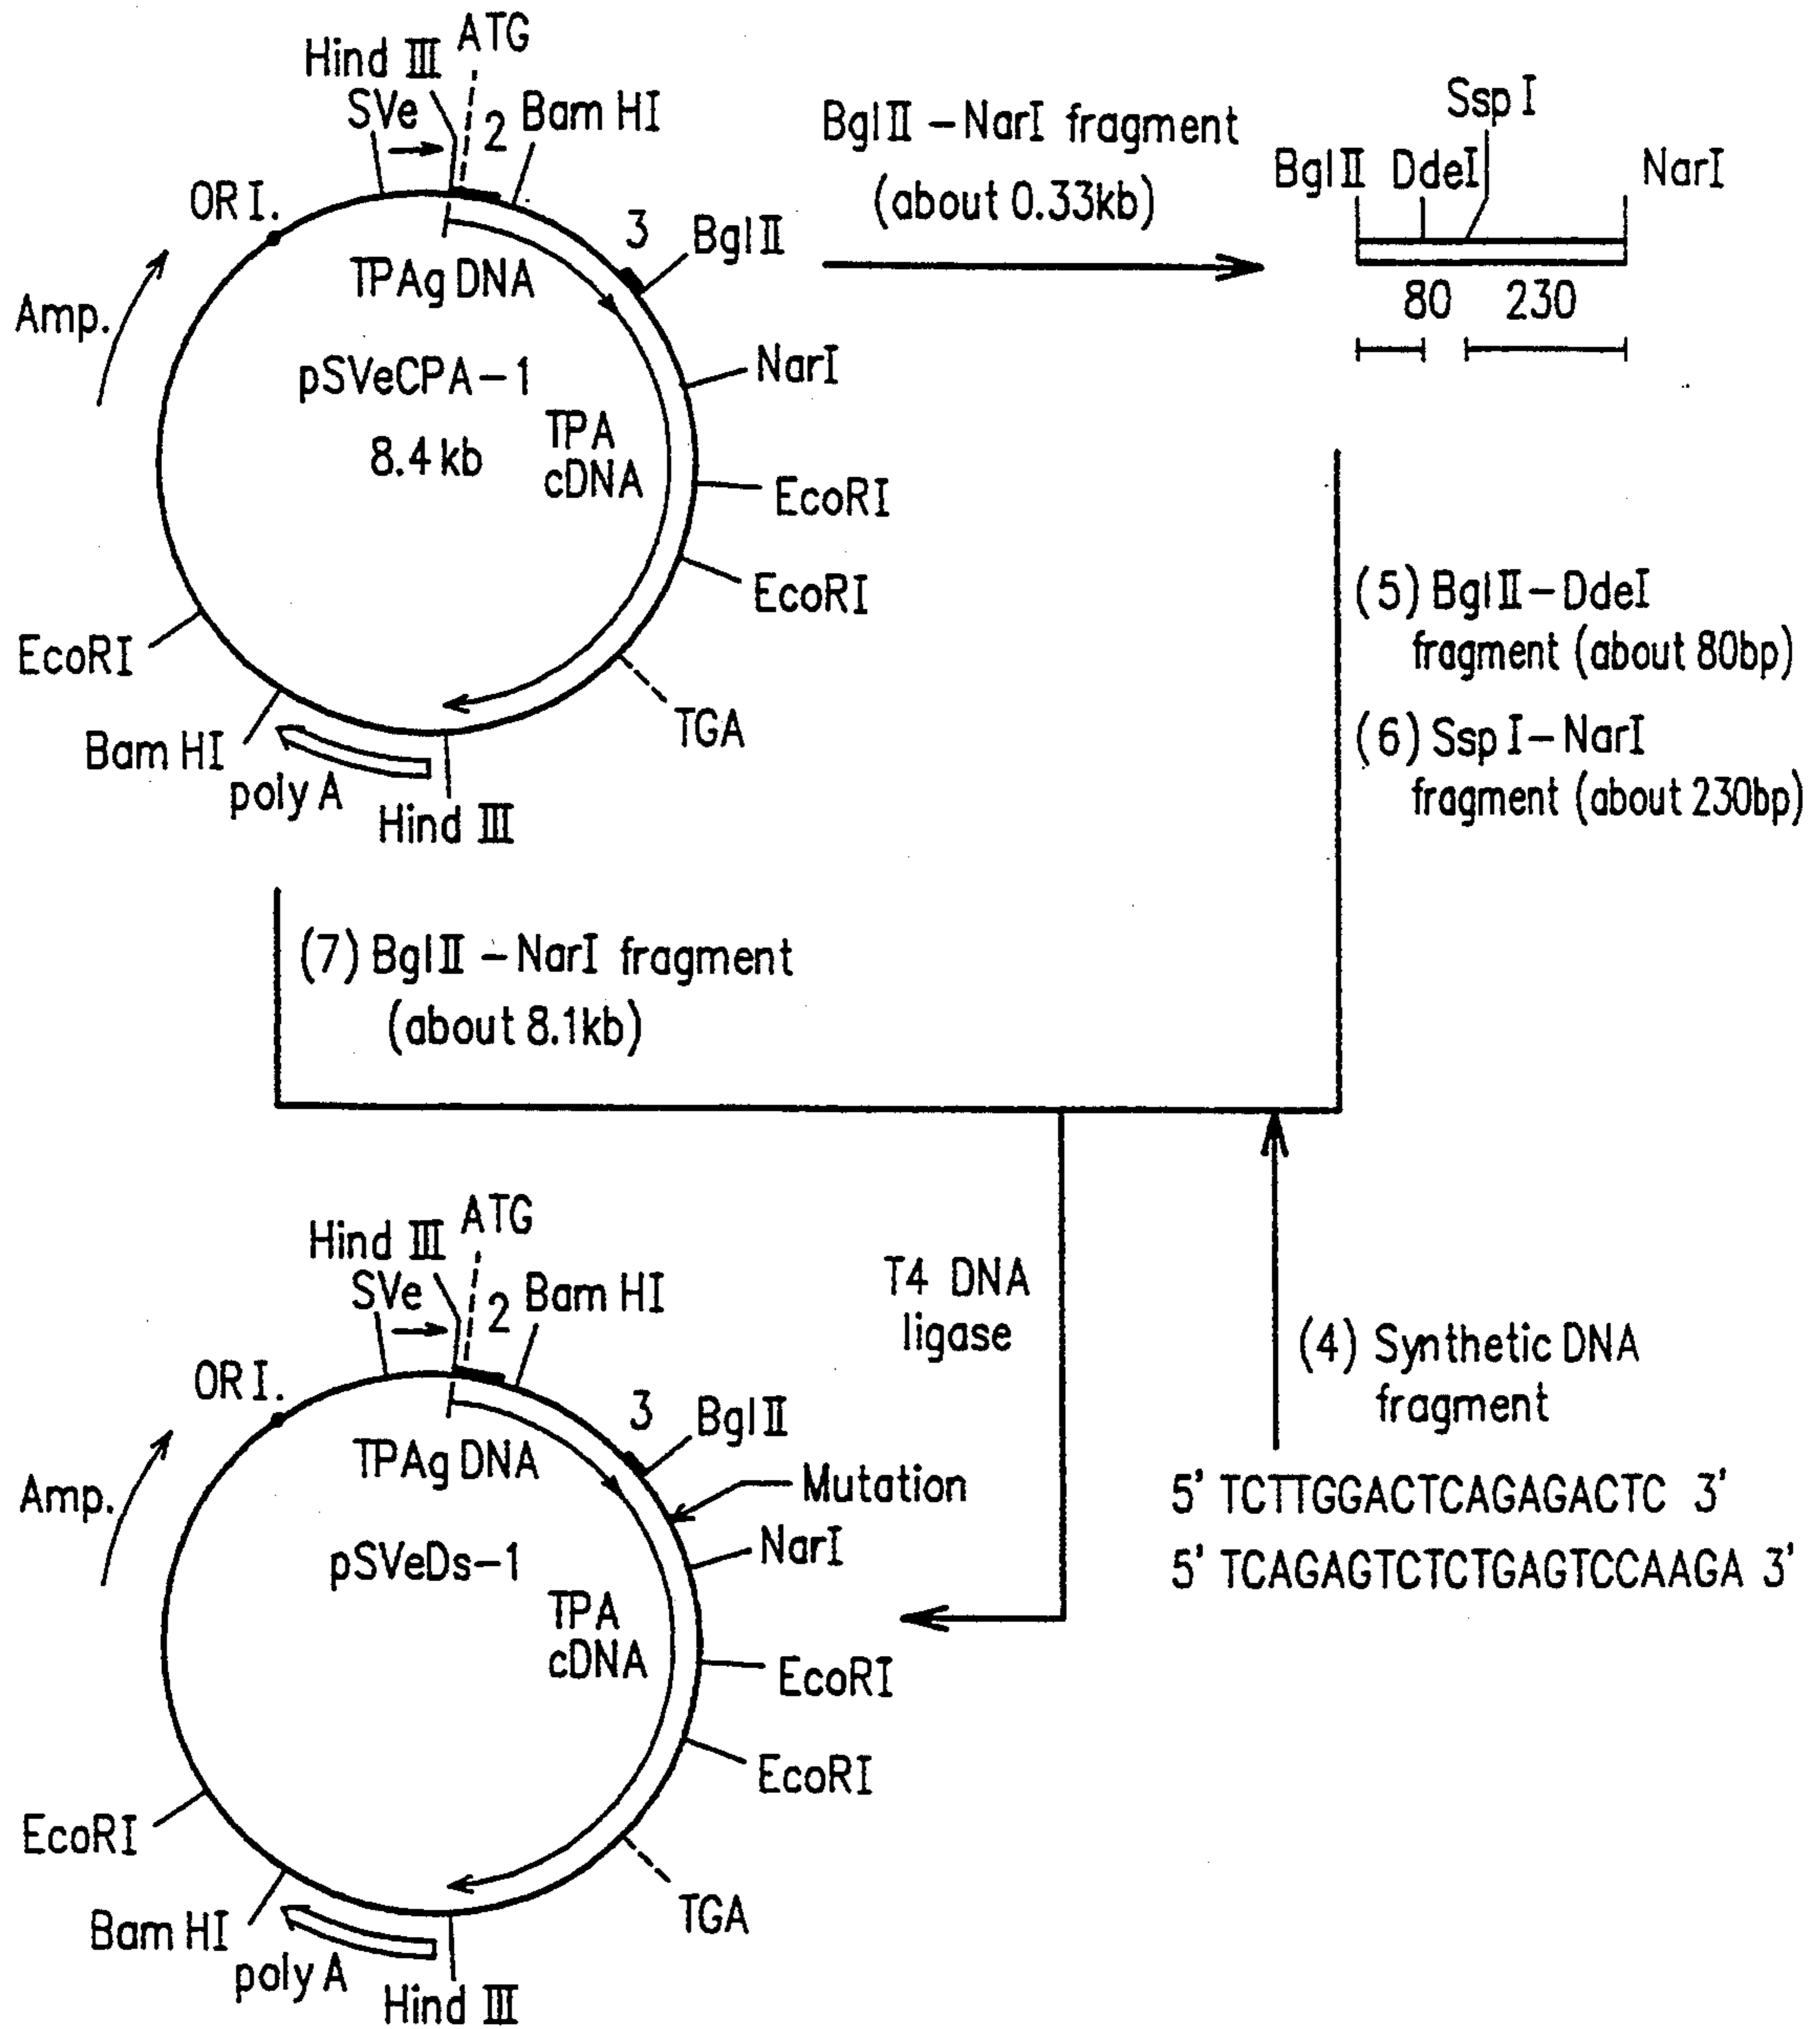 ATG
Hind III
SVe
2
Bam HI
ORI.
3
BglII
Amp.
TPAg DNA
pSVeCPA-1
8.4 kb
NarI
TPA
cDNA
EcoRI
EcoRI
EcoRI
TGA
Bam HI
poly A
Hind III
BglII-NarI fragment
(about 0.33kb)
SspI
BglII DdeI NarI
80 230
(5) BglII-DdeI
fragment (about 80bp)
(6) SspI-NarI
fragment (about 230bp)
(7) BglII-NarI fragment
(about 8.1kb)
T4 DNA
ligase
(4) Synthetic DNA
fragment
5' TCTTGGACTCAGAGACTC 3'
5' TCAGAGTCTCTGAGTCCAAGA 3'
ATG
Hind III
SVe
2
Bam HI
ORI.
3
BglII
Amp.
TPAg DNA
Mutation
pSVeDs-1
NarI
TPA
cDNA
EcoRI
EcoRI
EcoRI
TGA
Bam HI
poly A
Hind III